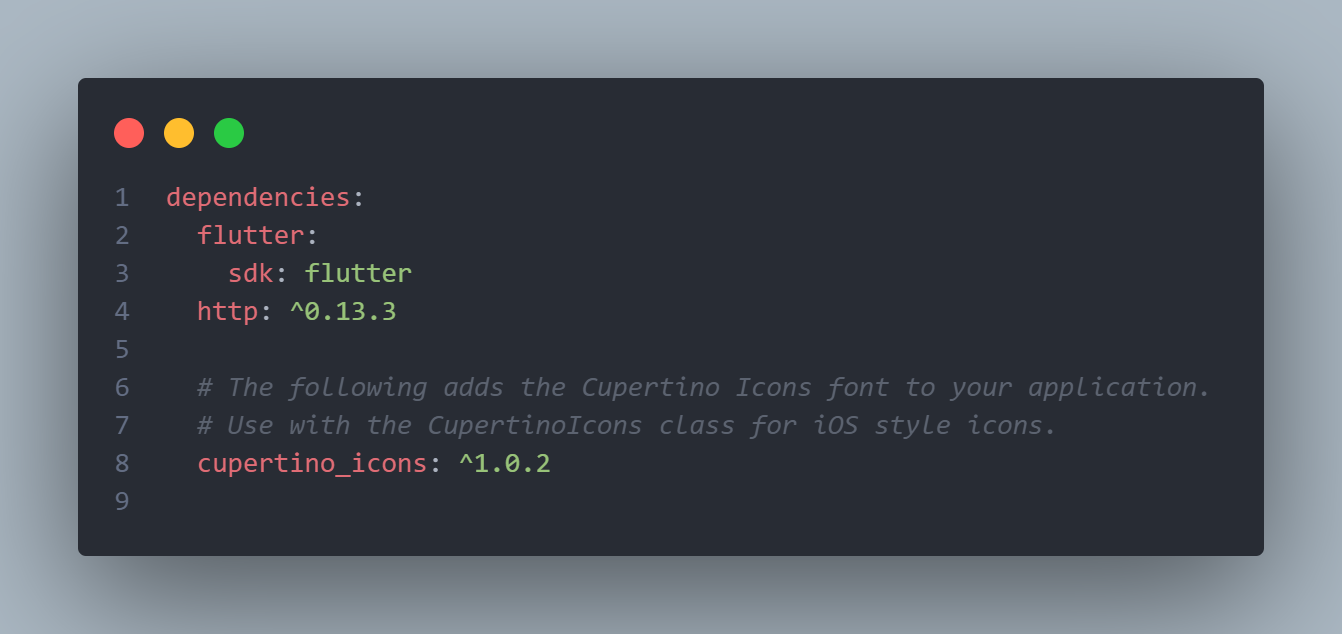 1 dependencies:
2   flutter:
3     sdk: flutter
4   http: ^0.13.3
5
6   # The following adds the Cupertino Icons font to your application.
7   # Use with the CupertinoIcons class for iOS style icons.
8   cupertino_icons: ^1.0.2
9